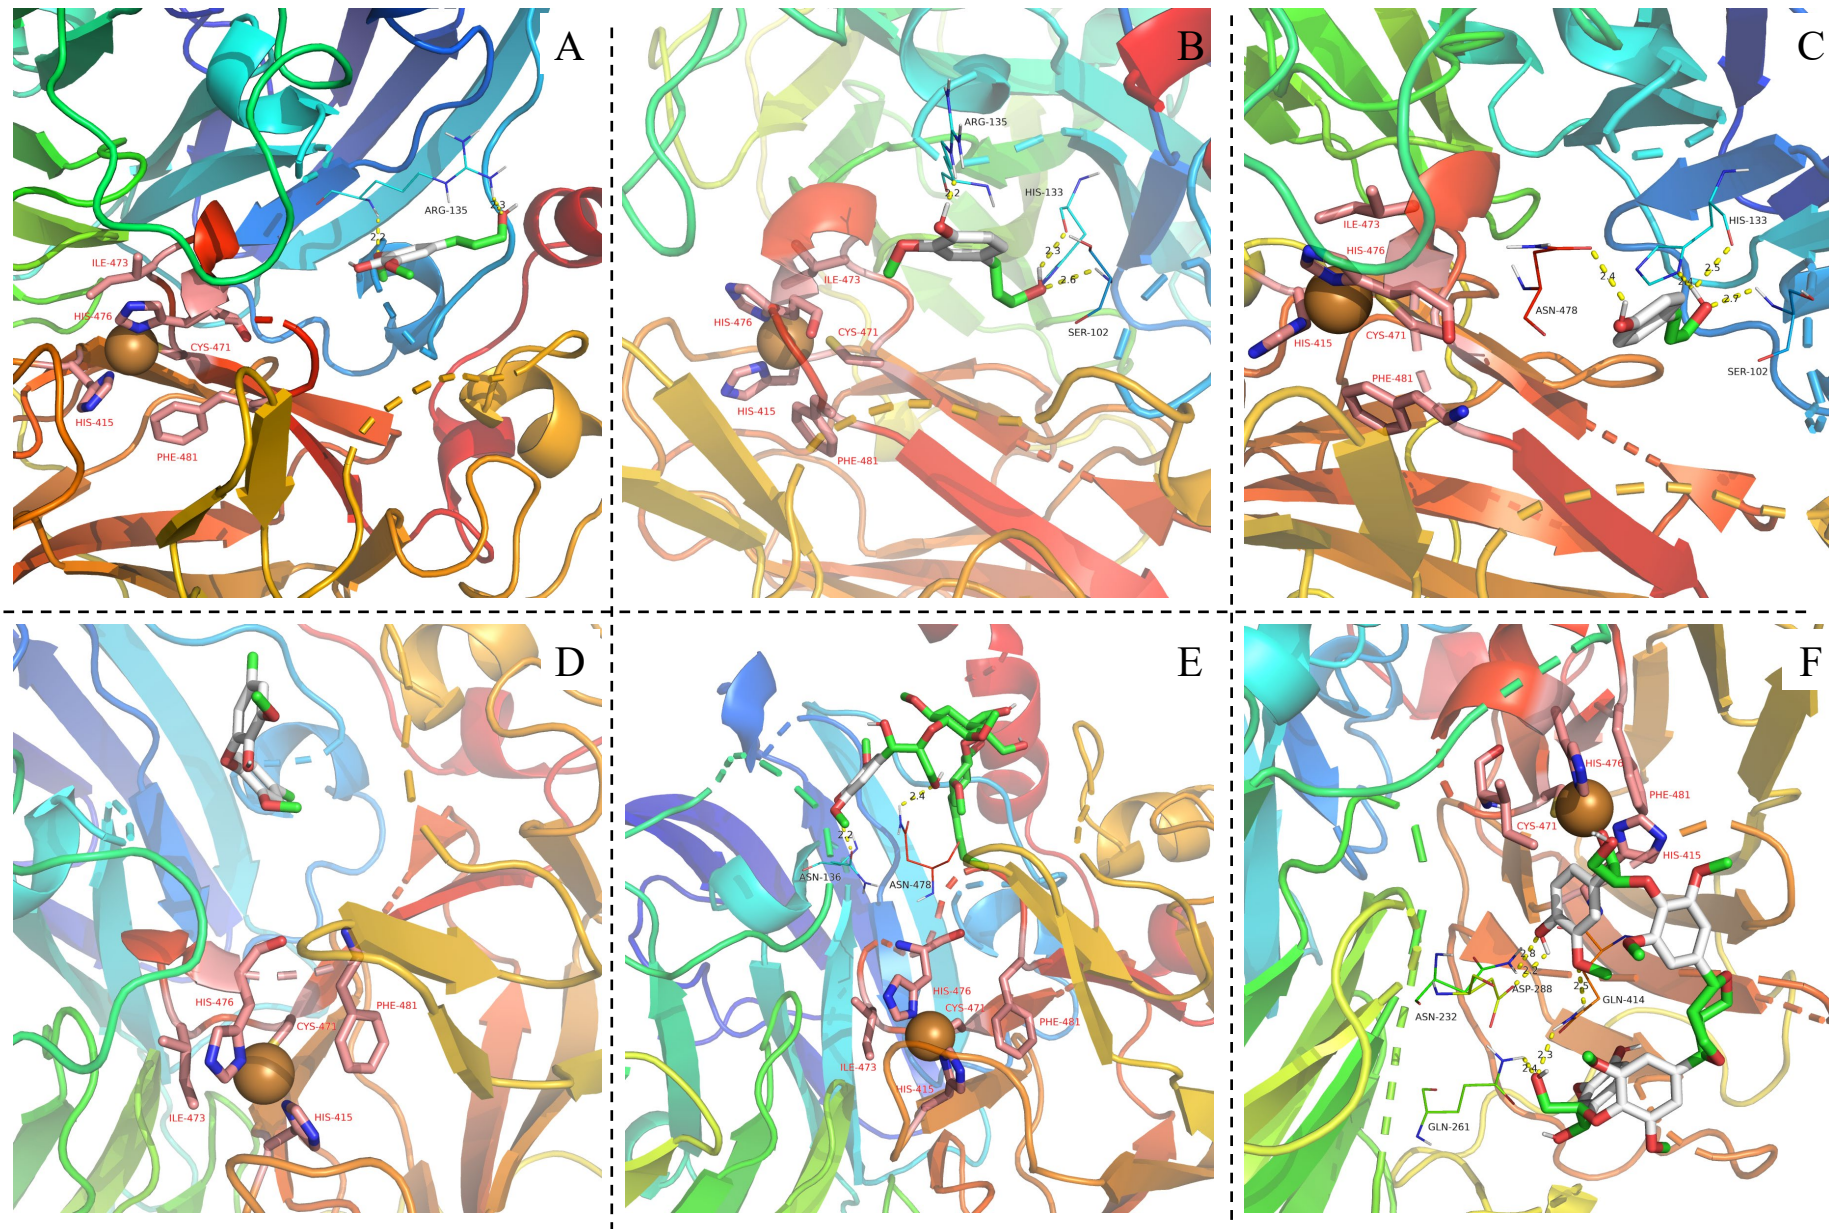 A
ARG-135
2.3
2.2
ILE-473
HIS-476
CYS-471
HIS-415
PHE-481
B
ARG-135
HIS-133
2.3
2.6
ILE-473
HIS-476
CYS-471
SER-102
HIS-415
PHE-481
C
ILE-473
HIS-133
HIS-476
2.5
2.4
2.7
ASN-478
CYS-471
HIS-415
SER-102
PHE-481
D
HIS-476
PHE-481
CYS-471
ILE-473
HIS-415
E
2.4
2.2
ASN-136
ASN-478
HIS-476
CYS-471
PHE-481
ILE-473
HIS-415
F
HIS-476
PHE-481
CYS-471
HIS-415
2.8
2.2
ASP-288
2.5
GLN-414
ASN-232
2.3
2.4
GLN-261